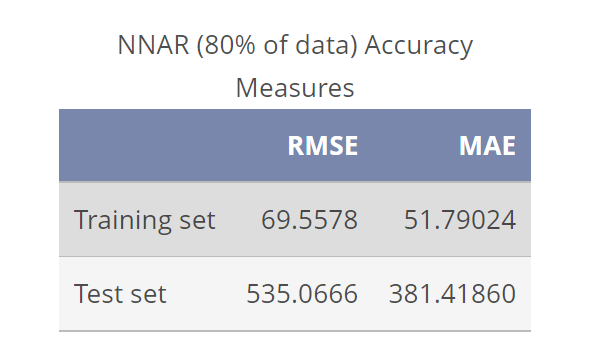 NNAR (80% of data) Accuracy
Measures
RMSE MAE
Training set 69.5578 51.79024
Test set 535.0666 381.41860